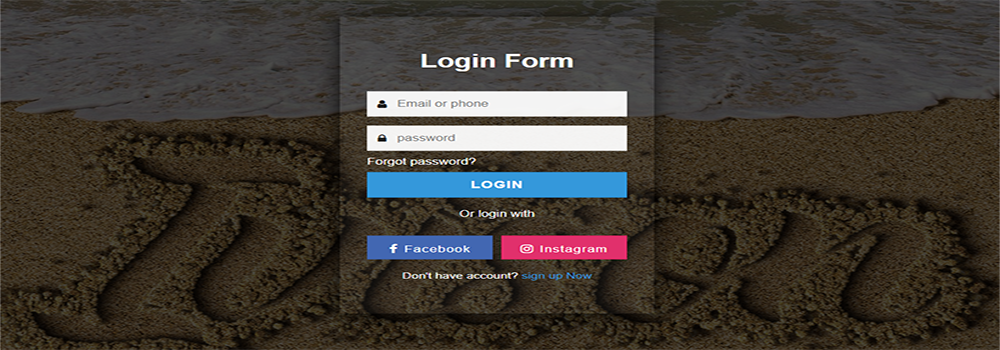 Login Form
Email or phone
password
Forgot password?
LOGIN
Or login with
Facebook Instagram
Don't have account? sign up Now